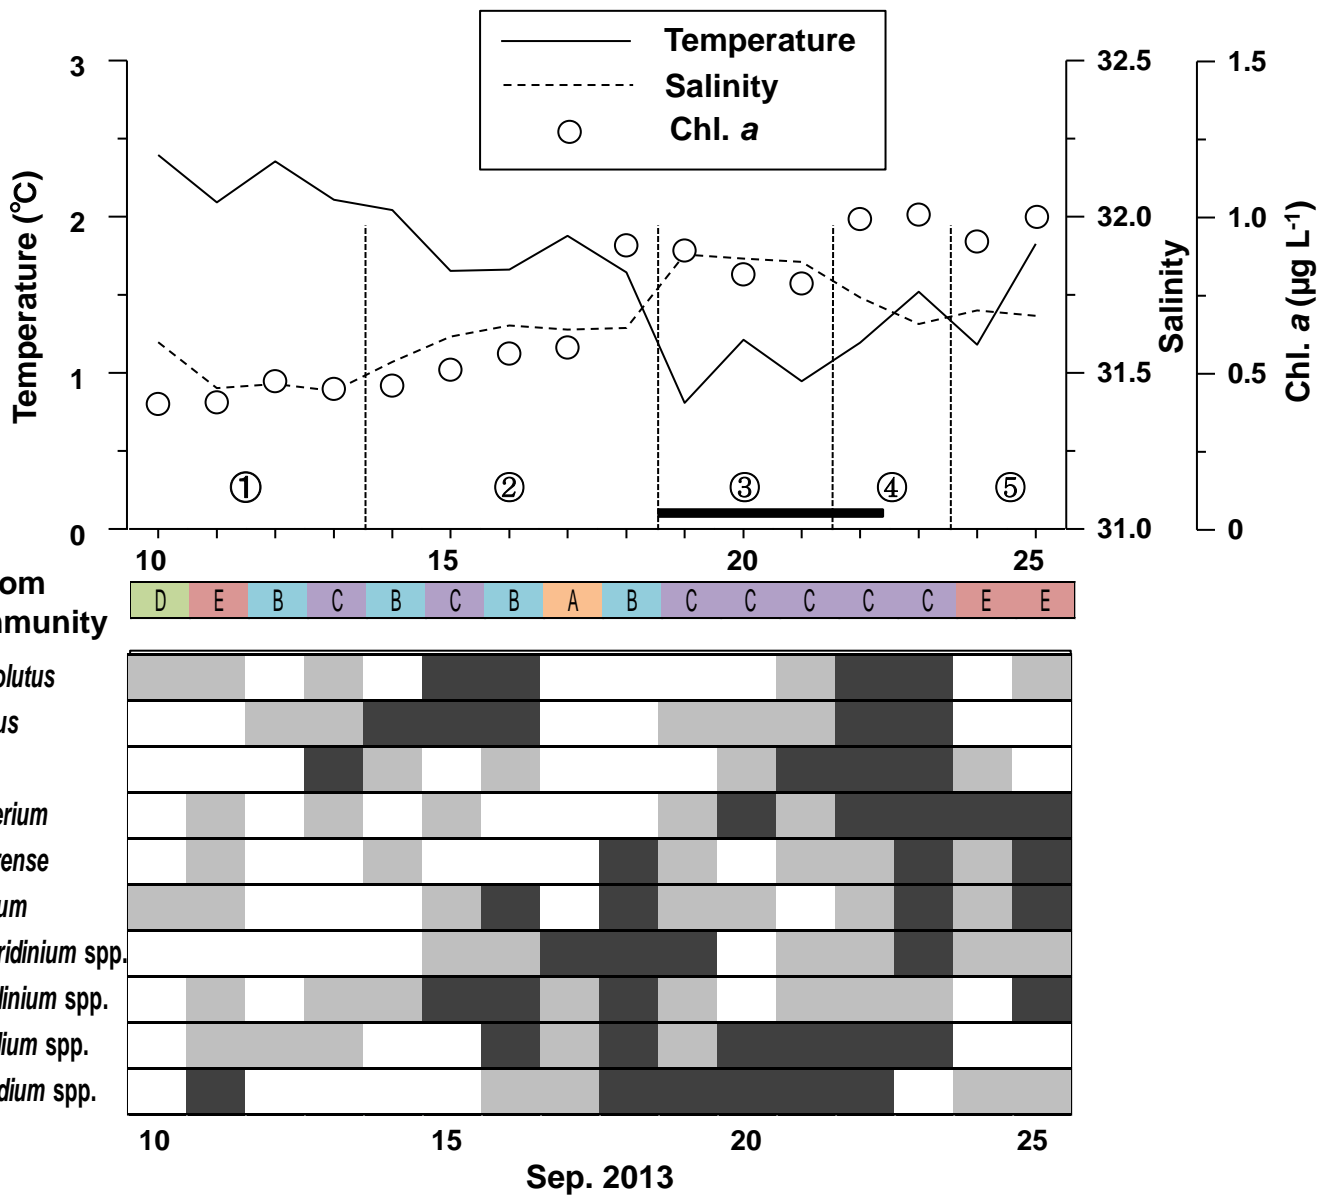 Temperature
Salinity
Chl. a
3
2
1
0
Temperature (℃)
32.5
32.0
31.5
31.0
Salinity
1.5
1.0
0.5
0
Chl. a (μg L-1)
① ② ③ ④ ⑤
10 15 20 25
om
munity
D E B C B C B A B C C C C C E E
olutus
us
erium
rense
um
ridinium spp.
linium spp.
lium spp.
dium spp.
10 15 20 25
Sep. 2013